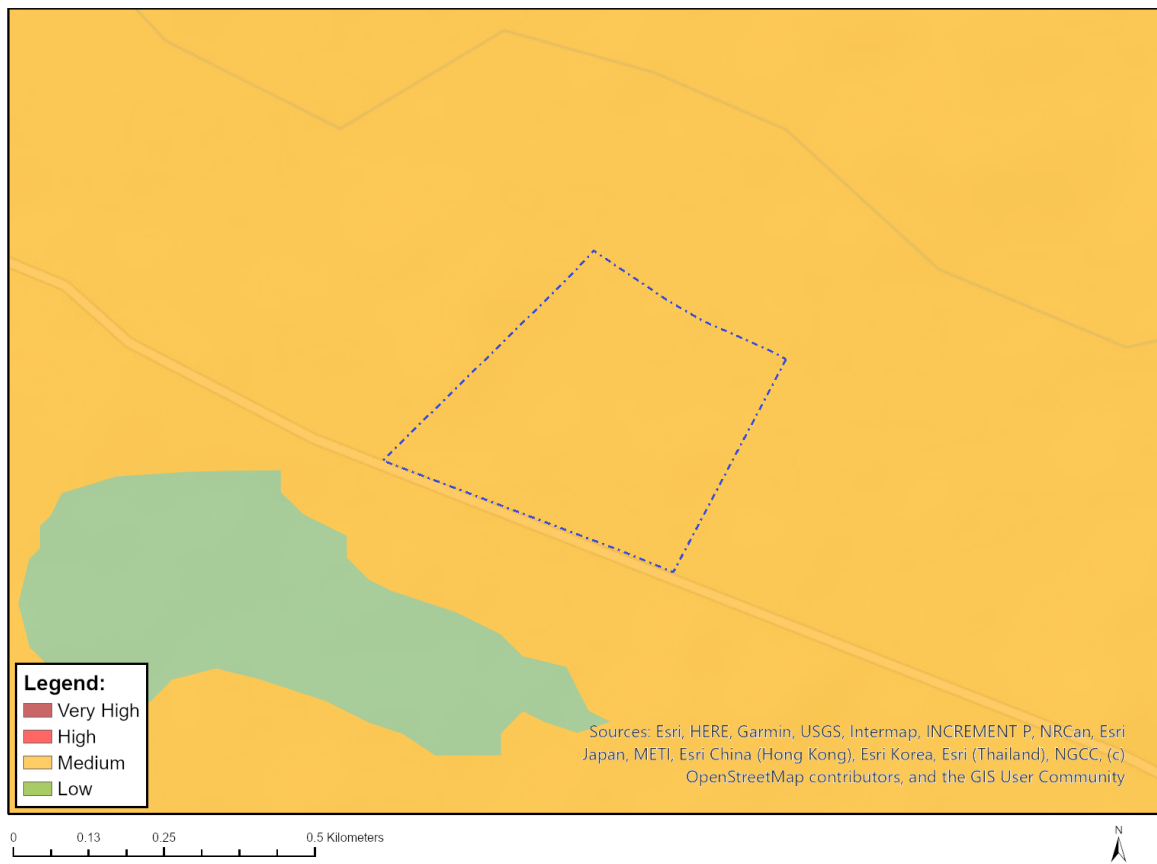 Legend:
Very High
High
Medium
Low
Sources: Esri, HERE, Garmin, USGS, Intermap, INCREMENT P, NRCan, Esri
Japan, METI, Esri China (Hong Kong), Esri Korea, Esri (Thailand), NGCC, (c)
OpenStreetMap contributors, and the GIS User Community
0 0.13 0.25 0.5 Kilometers
N